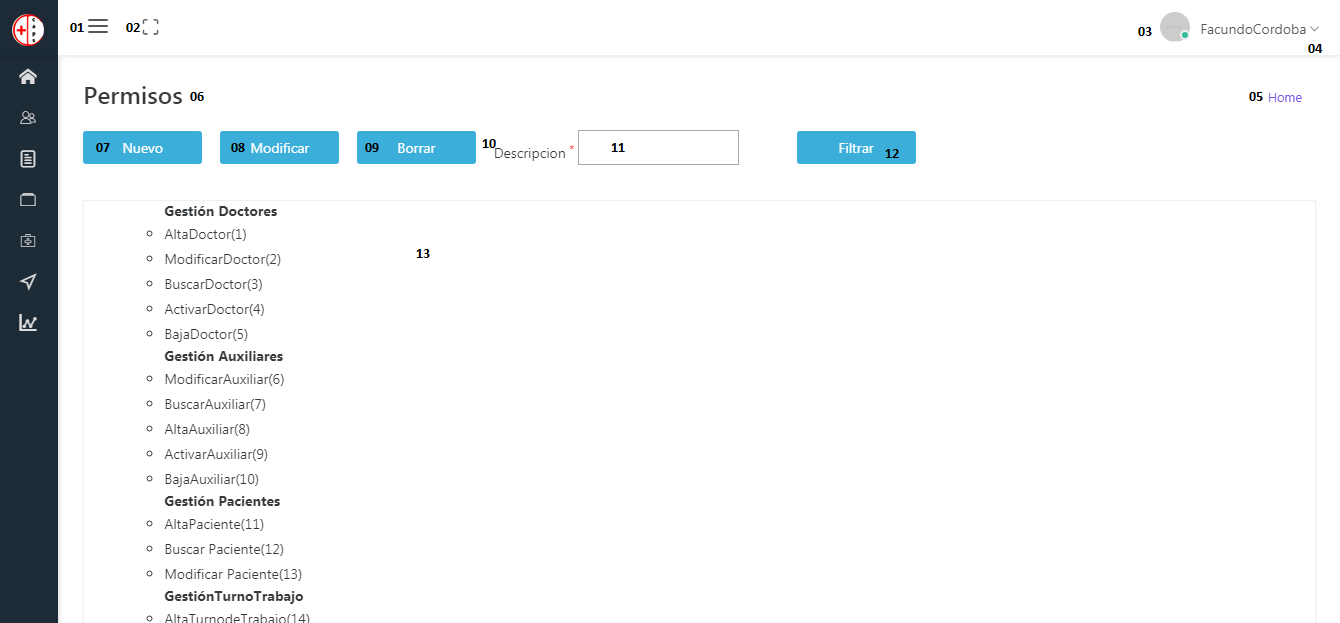 01 02 03 FacundoCordoba
04
Permisos 06 05 Home
07 Nuevo 08 Modificar 09 Borrar 10 Descripcion * 11 Filtrar 12
Gestión Doctores
AltaDoctor(1)
13
ModificarDoctor(2)
BuscarDoctor(3)
ActivarDoctor(4)
BajaDoctor(5)
Gestión Auxiliares
ModificarAuxiliar(6)
BuscarAuxiliar(7)
AltaAuxiliar(8)
ActivarAuxiliar(9)
BajaAuxiliar(10)
Gestión Pacientes
AltaPaciente(11)
Buscar Paciente(12)
Modificar Paciente(13)
GestiónTurnoTrabajo
AltaTurnodeTrabajo(14)